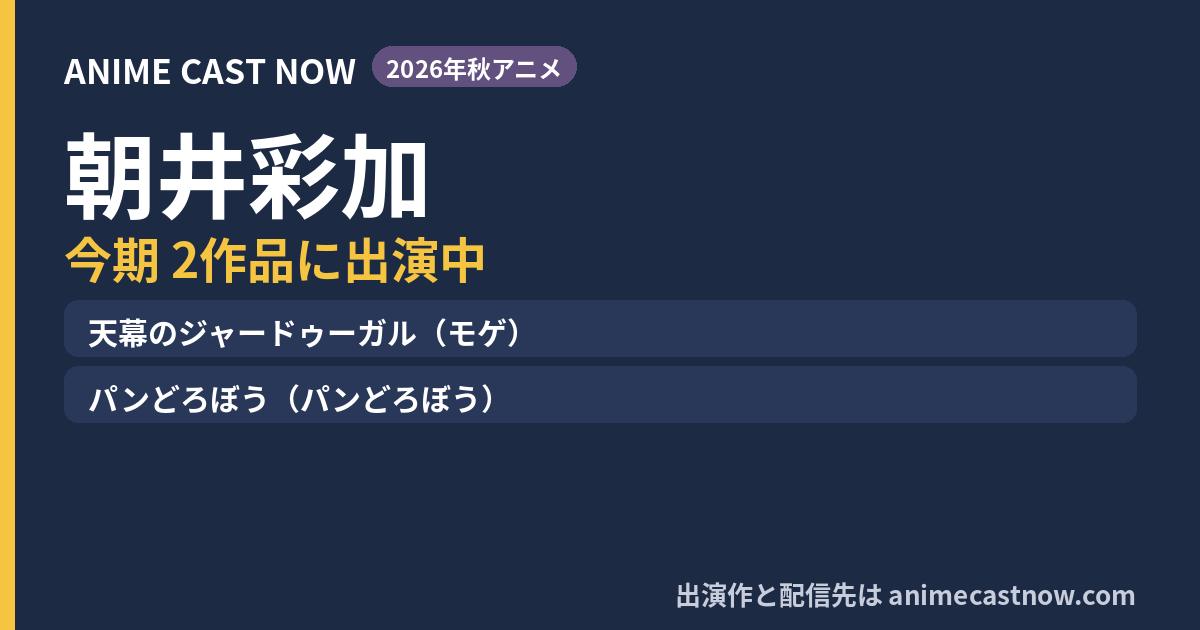 ANIME CAST NOW 2026年秋アニメ
朝井彩加
今期 2作品に出演中
天幕のジャードゥーガル（モゲ）
パンどろぼう（パンどろぼう）
出演作と配信先は animecastnow.com